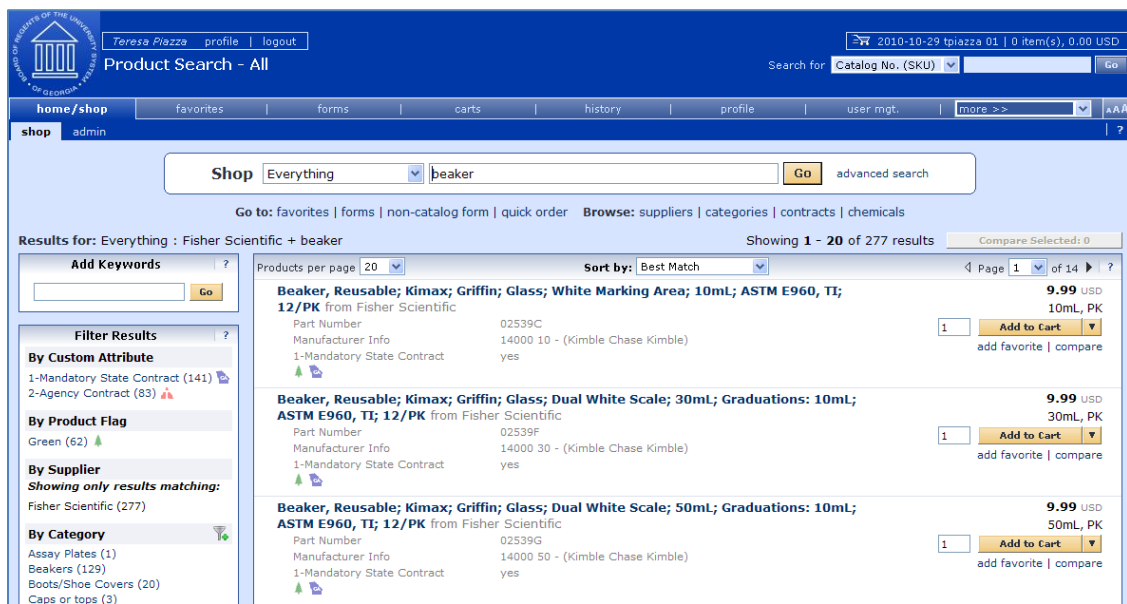 BOARD OF REGENTS OF THE UNIVERSITY SYSTEM OF GEORGIA
Teresa Piazza profile | logout
2010-10-29 tpiazza 01 | 0 item(s), 0.00 USD
Product Search - All
Search for Catalog No. (SKU) Go
home/shop favorites | forms | carts | history | profile | user mgt. | more >> AAA
shop admin | ?
Shop Everything beaker Go advanced search
Go to: favorites | forms | non-catalog form | quick order Browse: suppliers | categories | contracts | chemicals
Results for: Everything : Fisher Scientific + beaker
Showing 1 - 20 of 277 results Compare Selected: 0
Add Keywords ?
Go
Filter Results ?
By Custom Attribute
1-Mandatory State Contract (141)
2-Agency Contract (83)
By Product Flag
Green (62)
By Supplier
Showing only results matching:
Fisher Scientific (277)
By Category
Assay Plates (1)
Beakers (129)
Boots/Shoe Covers (20)
Caps or tops (3)
Products per page 20 Sort by: Best Match Page 1 of 14 ?
Beaker, Reusable; Kimax; Griffin; Glass; White Marking Area; 10mL; ASTM E960, TI;
12/PK from Fisher Scientific
Part Number 02539C
Manufacturer Info 14000 10 - (Kimble Chase Kimble)
1-Mandatory State Contract yes
9.99 USD
10mL, PK
1 Add to Cart
add favorite | compare
Beaker, Reusable; Kimax; Griffin; Glass; Dual White Scale; 30mL; Graduations: 10mL;
ASTM E960, TI; 12/PK from Fisher Scientific
Part Number 02539F
Manufacturer Info 14000 30 - (Kimble Chase Kimble)
1-Mandatory State Contract yes
9.99 USD
30mL, PK
1 Add to Cart
add favorite | compare
Beaker, Reusable; Kimax; Griffin; Glass; Dual White Scale; 50mL; Graduations: 10mL;
ASTM E960, TI; 12/PK from Fisher Scientific
Part Number 02539G
Manufacturer Info 14000 50 - (Kimble Chase Kimble)
1-Mandatory State Contract yes
9.99 USD
50mL, PK
1 Add to Cart
add favorite | compare